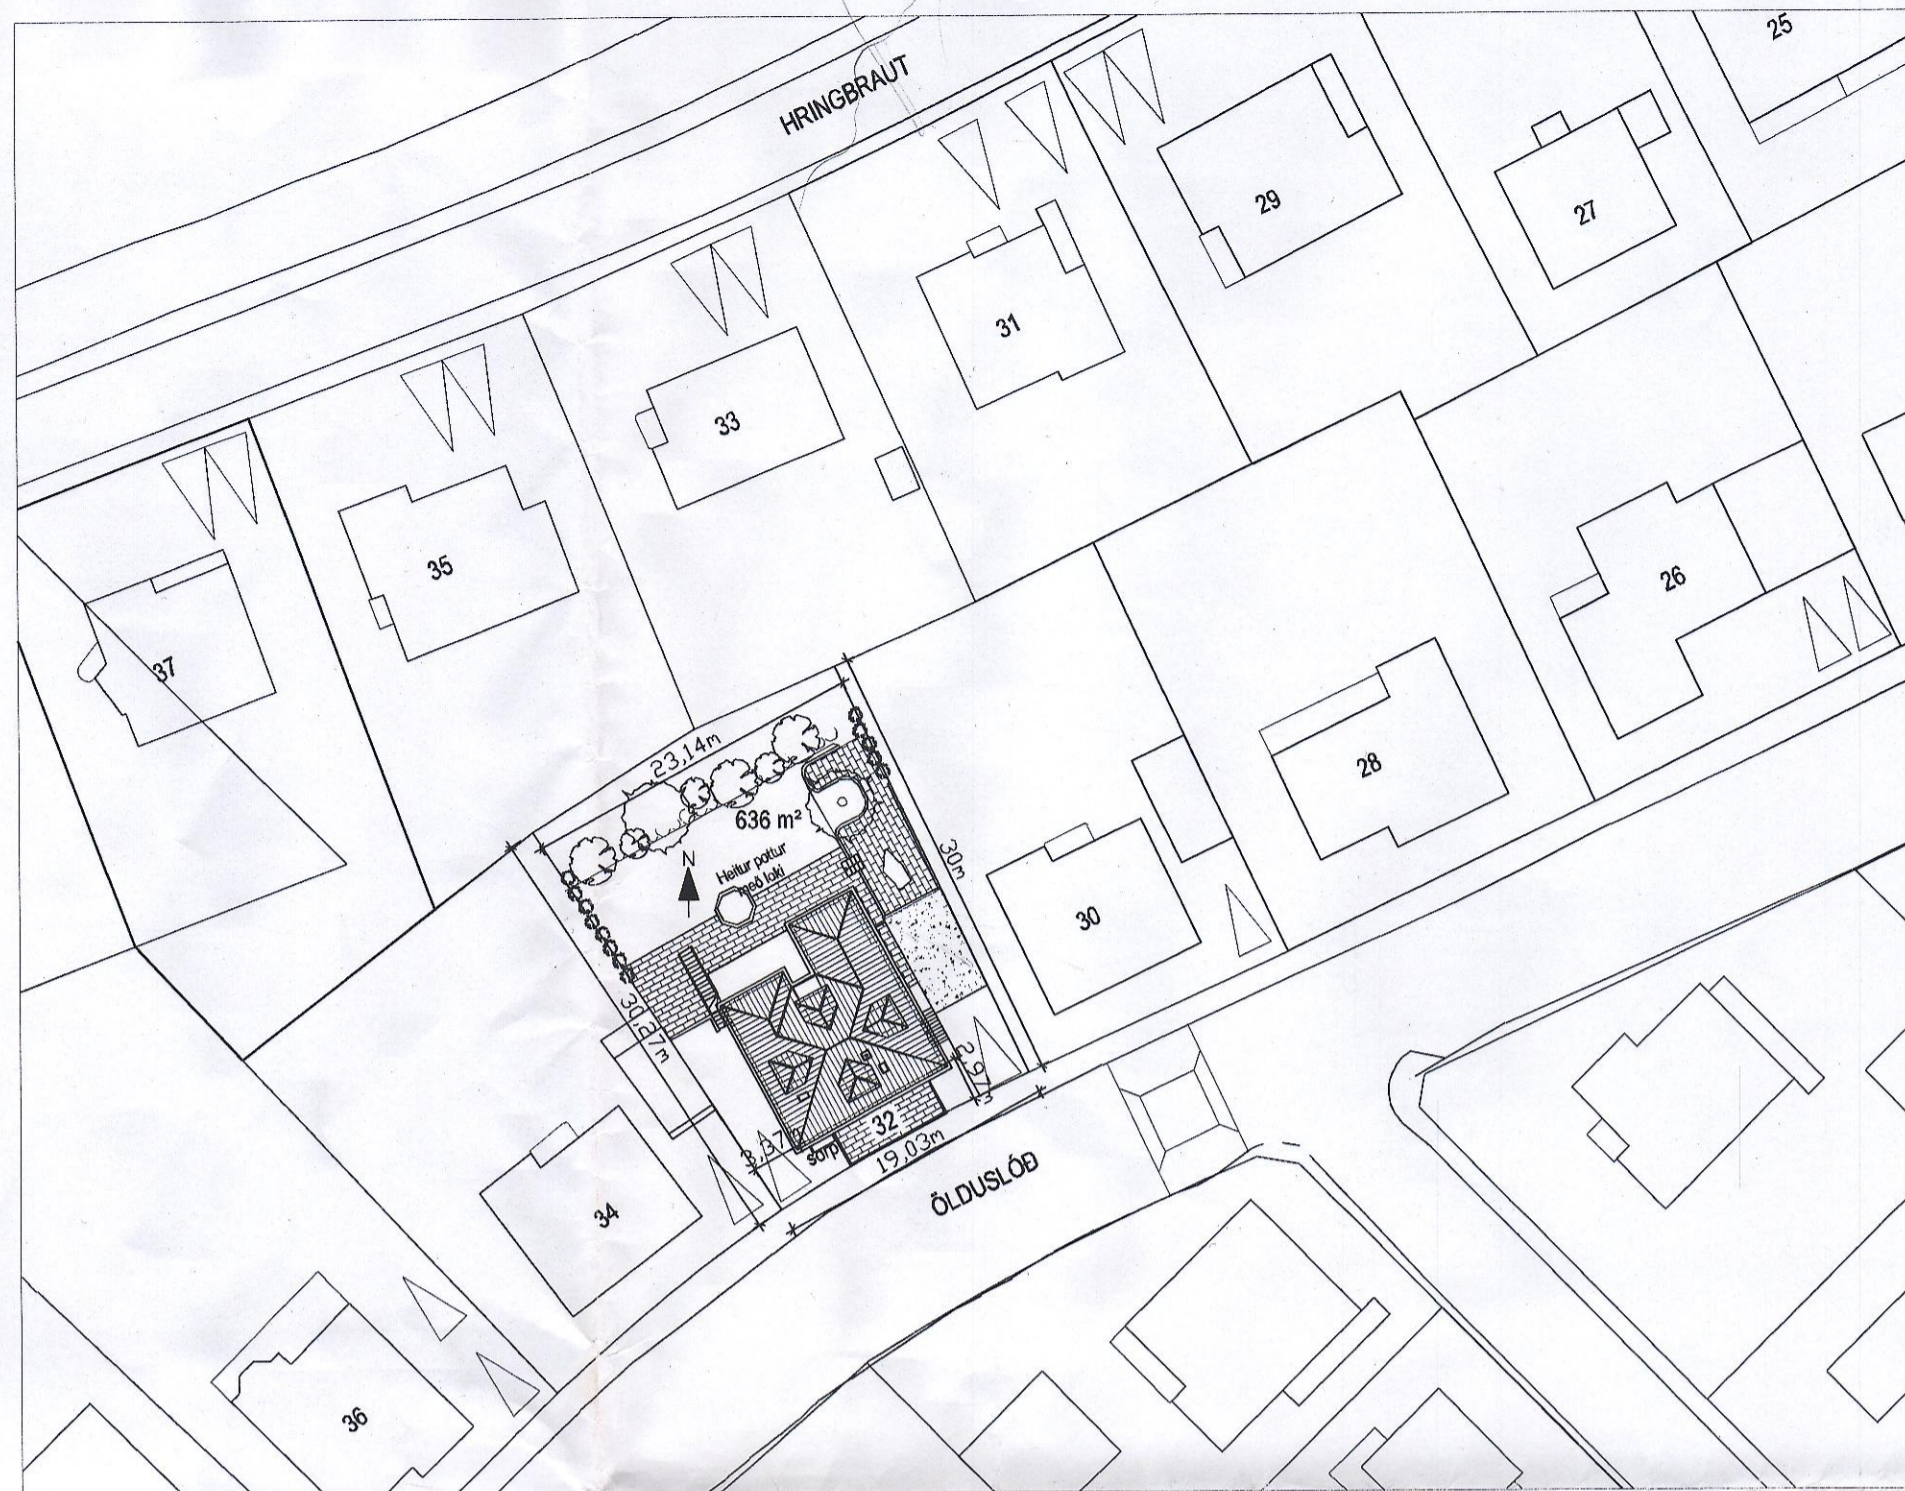 25
HRINGBRAUT
29
27
31
33
35
26
37
23,14m
28
636 m²
N
Heitur pottur
með loki
30m
30
30,27m
2,97m
32
3,37
sorp
19,03m
ÖLDUSLÓÐ
34
36